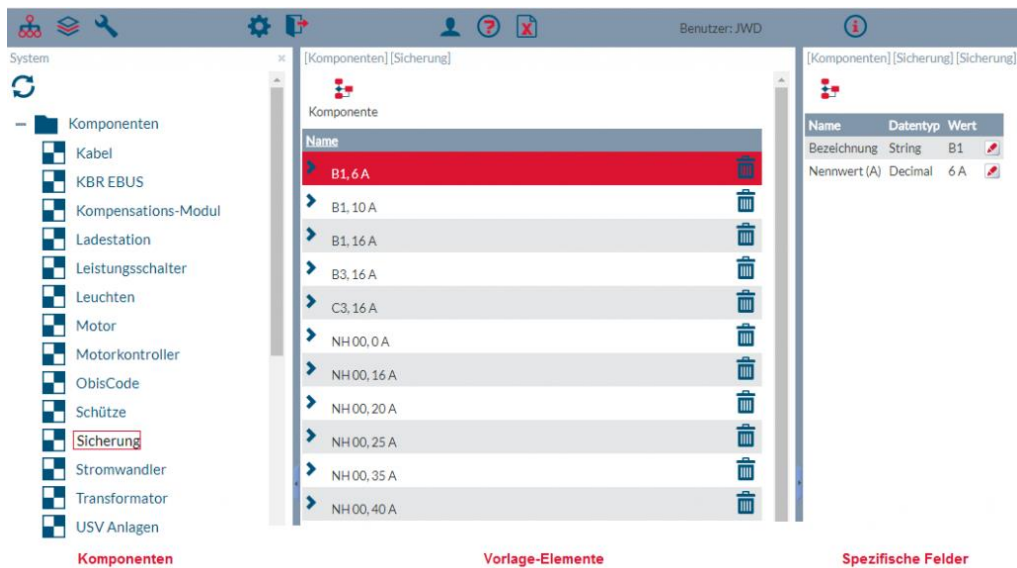 Benutzer: JWD
System
Komponenten
Kabel
KBR EBUS
Kompensations-Modul
Ladestation
Leistungsschalter
Leuchten
Motor
Motorkontroller
ObisCode
Schütze
Sicherung
Stromwandler
Transformator
USV Anlagen
Komponenten
[Komponenten] [Sicherung]
Komponente
Name
B1, 6 A
B1, 10 A
B1, 16 A
B3, 16 A
C3, 16 A
NH 00, 0 A
NH 00, 16 A
NH 00, 20 A
NH 00, 25 A
NH 00, 35 A
NH 00, 40 A
Vorlage-Elemente
[Komponenten] [Sicherung] [Sicherung]
Name Datentyp Wert
Bezeichnung String B1
Nennwert (A) Decimal 6 A
Spezifische Felder